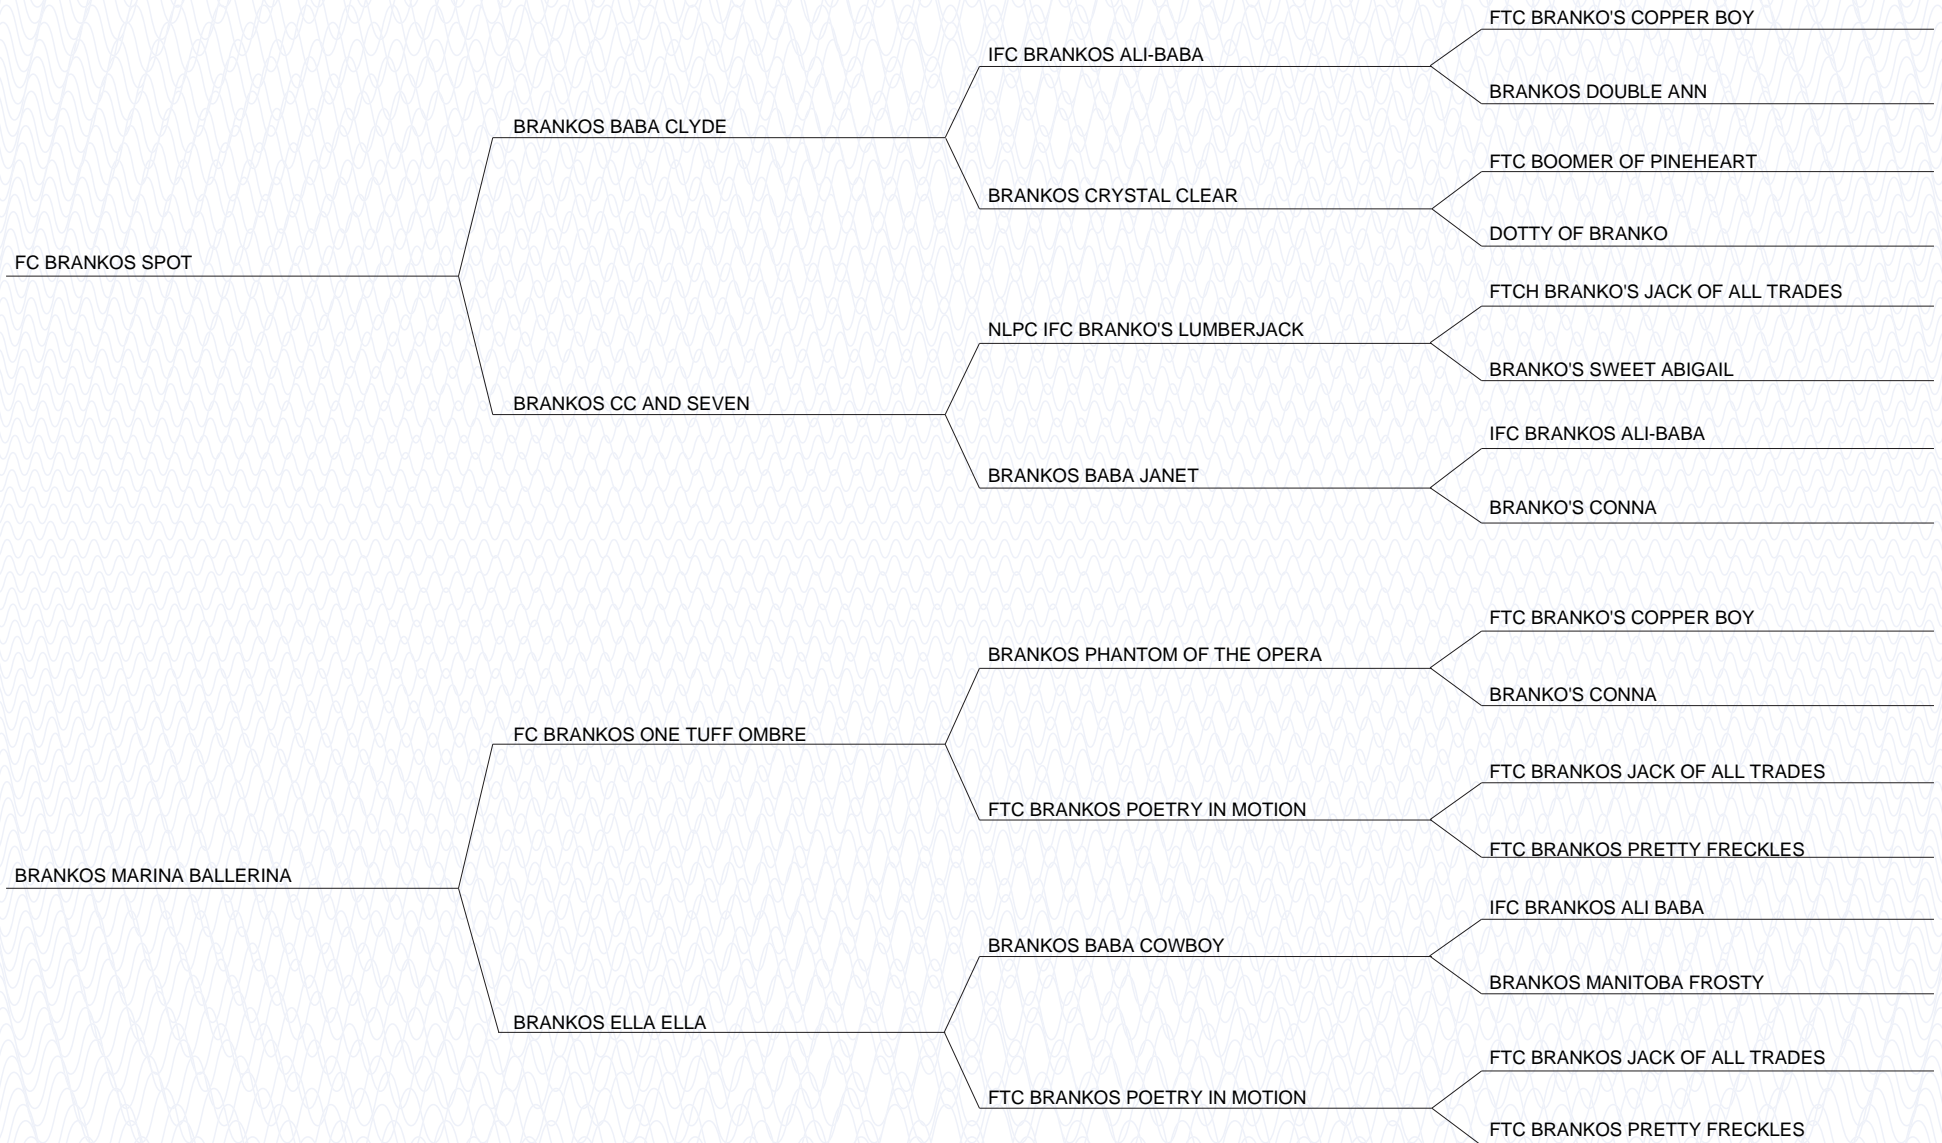 FTC BRANKO'S COPPER BOY
IFC BRANKOS ALI-BABA
BRANKOS DOUBLE ANN
BRANKOS BABA CLYDE
FTC BOOMER OF PINEHEART
BRANKOS CRYSTAL CLEAR
DOTTY OF BRANKO
FC BRANKOS SPOT
FTCH BRANKO'S JACK OF ALL TRADES
NLPC IFC BRANKO'S LUMBERJACK
BRANKO'S SWEET ABIGAIL
BRANKOS CC AND SEVEN
IFC BRANKOS ALI-BABA
BRANKOS BABA JANET
BRANKO'S CONNA
FTC BRANKO'S COPPER BOY
BRANKOS PHANTOM OF THE OPERA
BRANKO'S CONNA
FC BRANKOS ONE TUFF OMBRE
FTC BRANKOS JACK OF ALL TRADES
FTC BRANKOS POETRY IN MOTION
FTC BRANKOS PRETTY FRECKLES
BRANKOS MARINA BALLERINA
IFC BRANKOS ALI BABA
BRANKOS BABA COWBOY
BRANKOS MANITOBA FROSTY
BRANKOS ELLA ELLA
FTC BRANKOS JACK OF ALL TRADES
FTC BRANKOS POETRY IN MOTION
FTC BRANKOS PRETTY FRECKLES